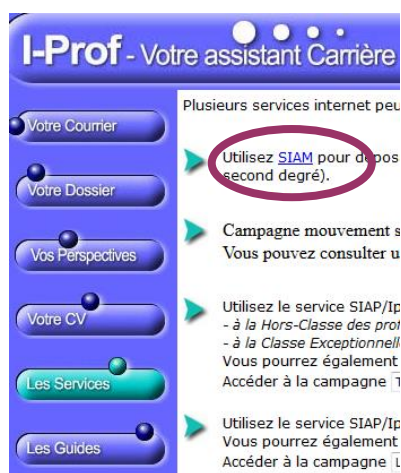 I-Prof - Votre assistant Carrière
Votre Courrier
Votre Dossier
Vos Perspectives
Votre CV
Les Services
Les Guides
Plusieurs services internet
Utilisez SIAM pour dépos
second degré).
Campagne mouvement
Vous pouvez consulter
Utilisez le service SIAP/Ip
- à la Hors-Classe des
- à la Classe
Vous pourrez également
Accéder à la campagne
Utilisez le service SIAP/Ip
Vous pourrez également
Accéder à la campagne